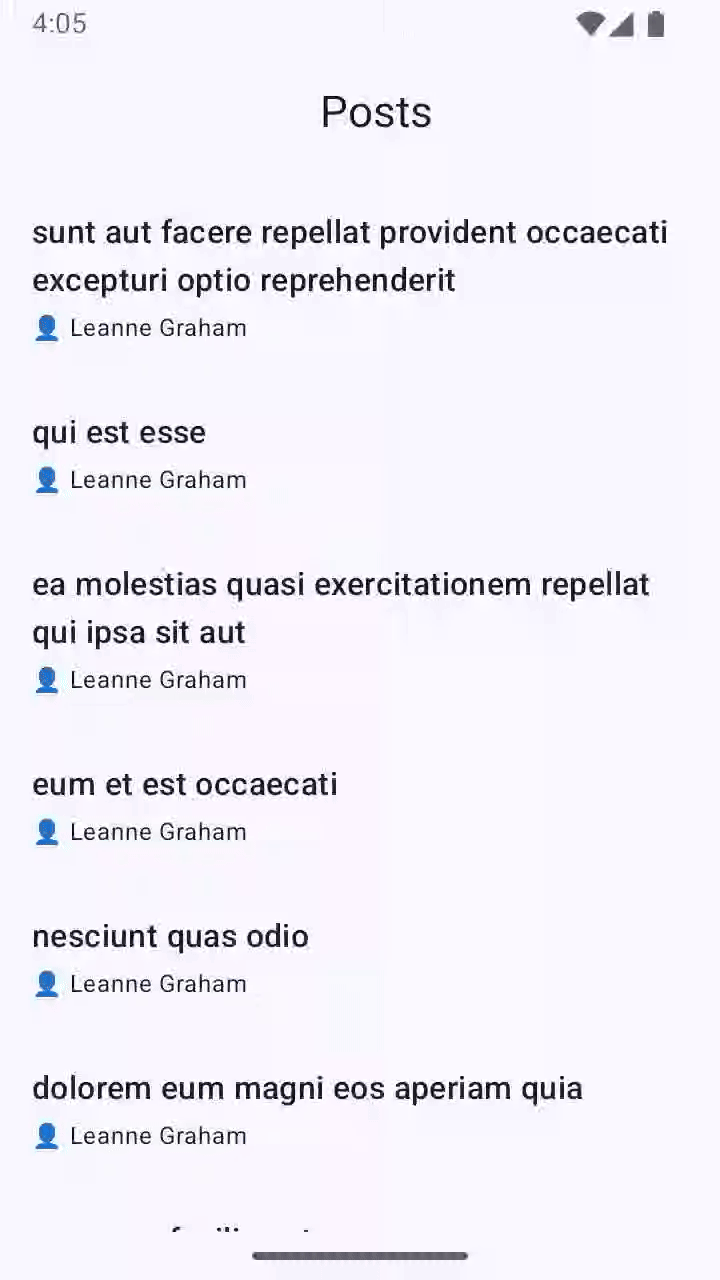 4:05
Posts
sunt aut facere repellat provident occaecati
excepturi optio reprehenderit
👤 Leanne Graham
qui est esse
👤 Leanne Graham
ea molestias quasi exercitationem repellat
qui ipsa sit aut
👤 Leanne Graham
eum et est occaecati
👤 Leanne Graham
nesciunt quas odio
👤 Leanne Graham
dolorem eum magni eos aperiam quia
👤 Leanne Graham